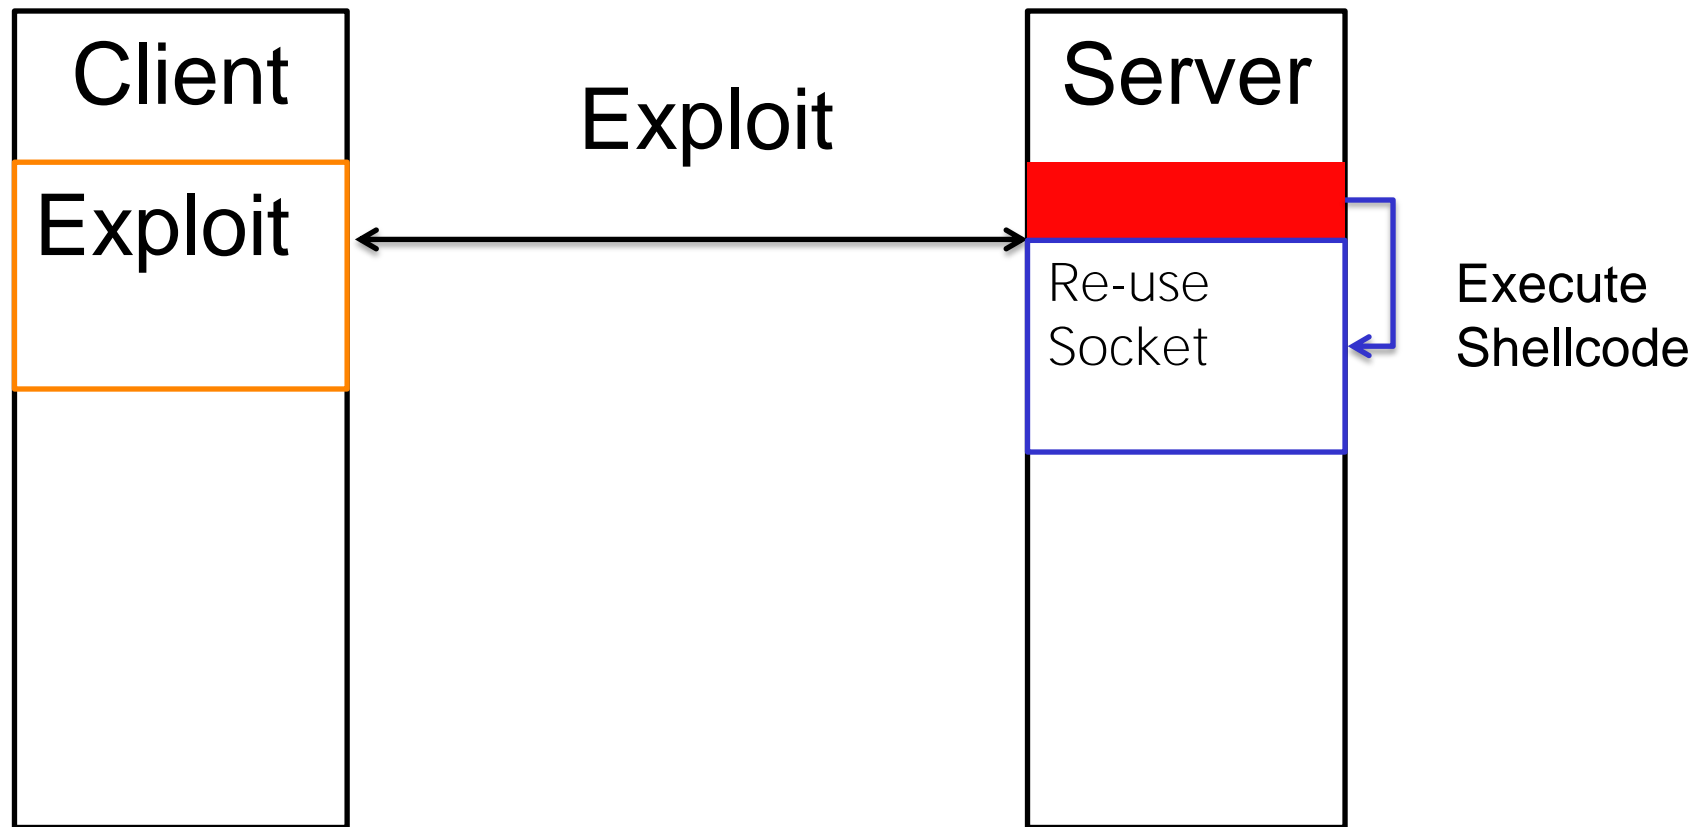 Client
Exploit
Exploit
Server
Re-use
Socket
Execute
Shellcode